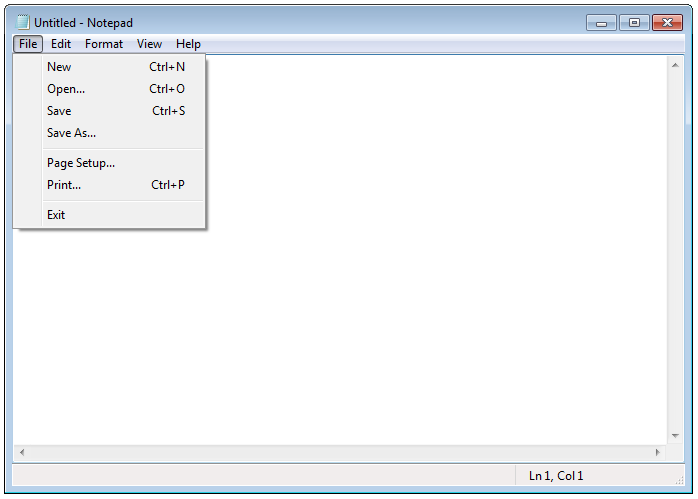 Untitled - Notepad
File Edit Format View Help
New Ctrl+N
Open... Ctrl+O
Save Ctrl+S
Save As...
Page Setup...
Print... Ctrl+P
Exit
Ln 1, Col 1